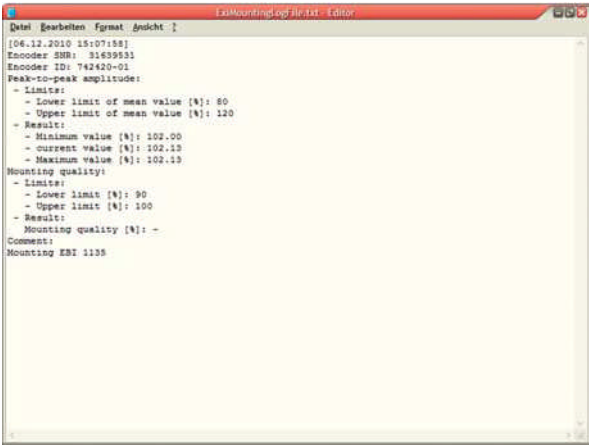 ExiMountingLogFile.txt - Editor
Datei Bearbeiten Format Ansicht ?
[06.12.2010 15:07:58]
Encoder SNR: 31639531
Encoder ID: 742420-01
Peak-to-peak amplitude:
- Limits:
- Lower limit of mean value [%]: 80
- Upper limit of mean value [%]: 120
- Result:
- Minimum value [%]: 102.00
- current value [%]: 102.13
- Maximum value [%]: 102.13
Mounting quality:
- Limits:
- Lower limit [%]: 90
- Upper limit [%]: 100
- Result:
Mounting quality [%]: -
Comment:
Mounting EBI 1135